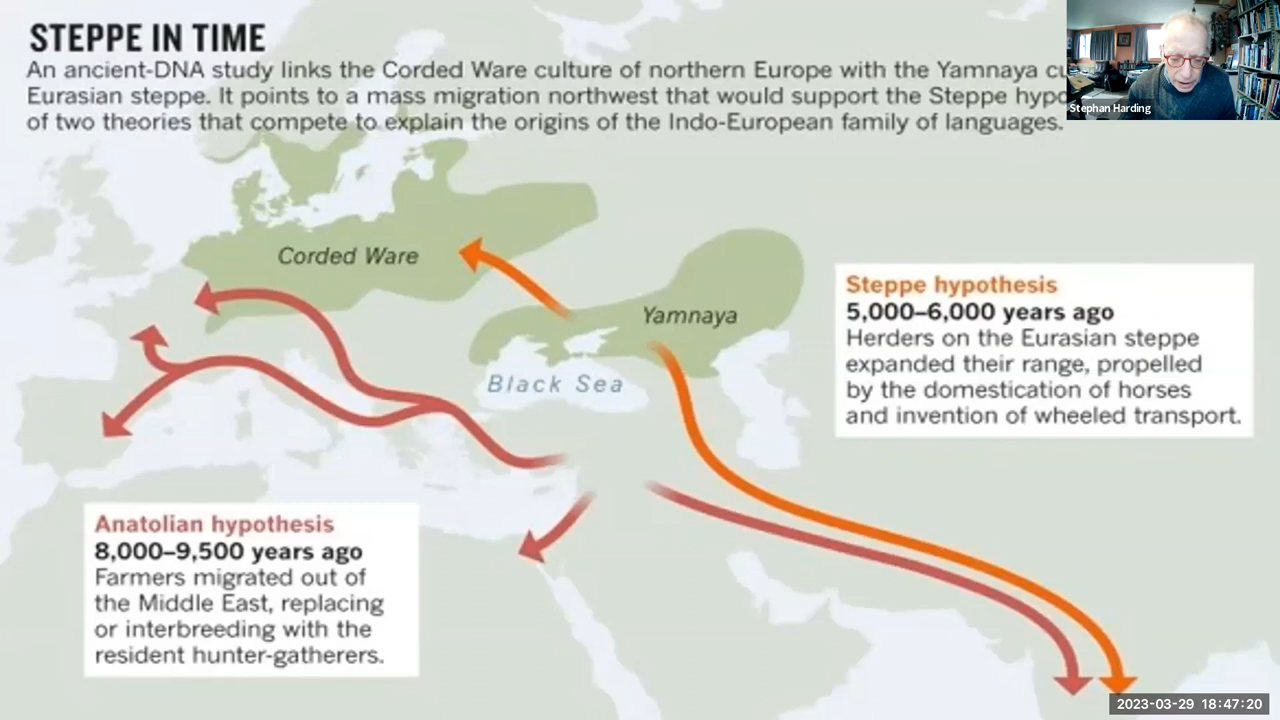 STEPPE IN TIME
An ancient-DNA study links the Corded Ware culture of northern Europe with the Yamnaya
Eurasian steppe. It points to a mass migration northwest that would support the Steppe
of two theories that compete to explain the origins of the Indo-European family of languages.
Stephan Harding
Corded Ware
Yamnaya
Black Sea
Steppe hypothesis
5,000–6,000 years ago
Herders on the Eurasian steppe
expanded their range, propelled
by the domestication of horses
and invention of wheeled transport.
Anatolian hypothesis
8,000–9,500 years ago
Farmers migrated out of
the Middle East, replacing
or interbreeding with the
resident hunter-gatherers.
2023-03-29 18:47:20